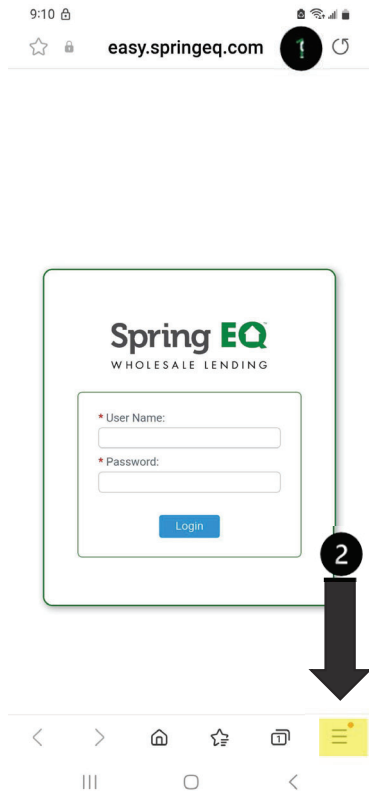 9:10
easy.springeq.com 1
Spring EQ
WHOLESALE LENDING
* User Name:
* Password:
Login
2
1